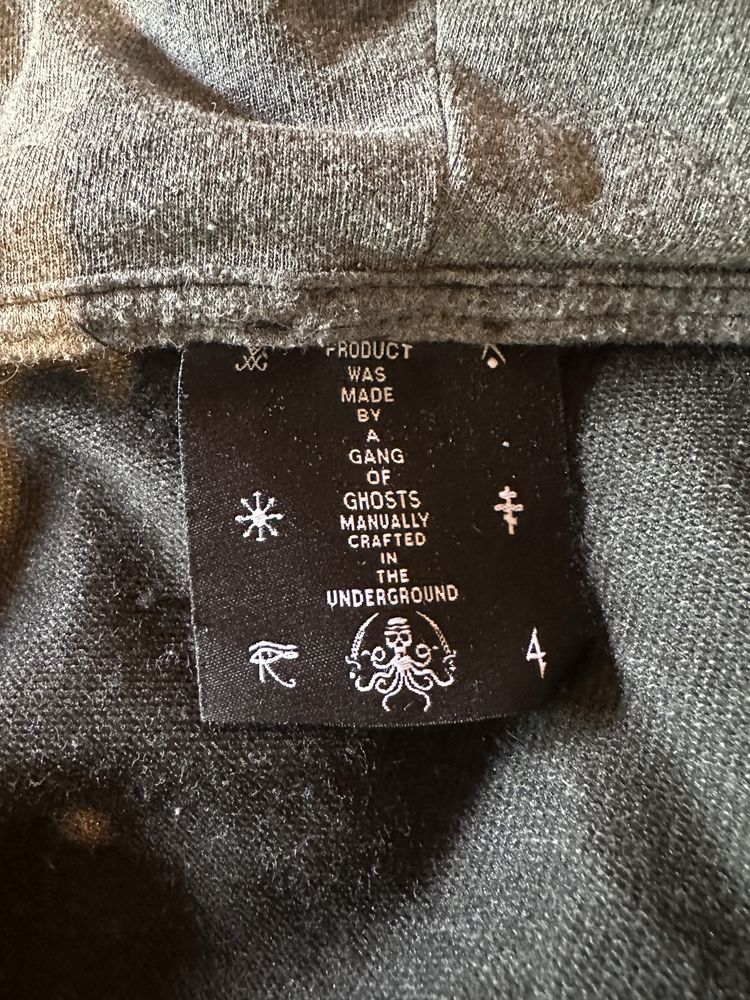 PRODUCT
WAS
MADE
BY
A
GANG
OF
GHOSTS
MANUALLY
CRAFTED
IN
THE
UNDERGROUND